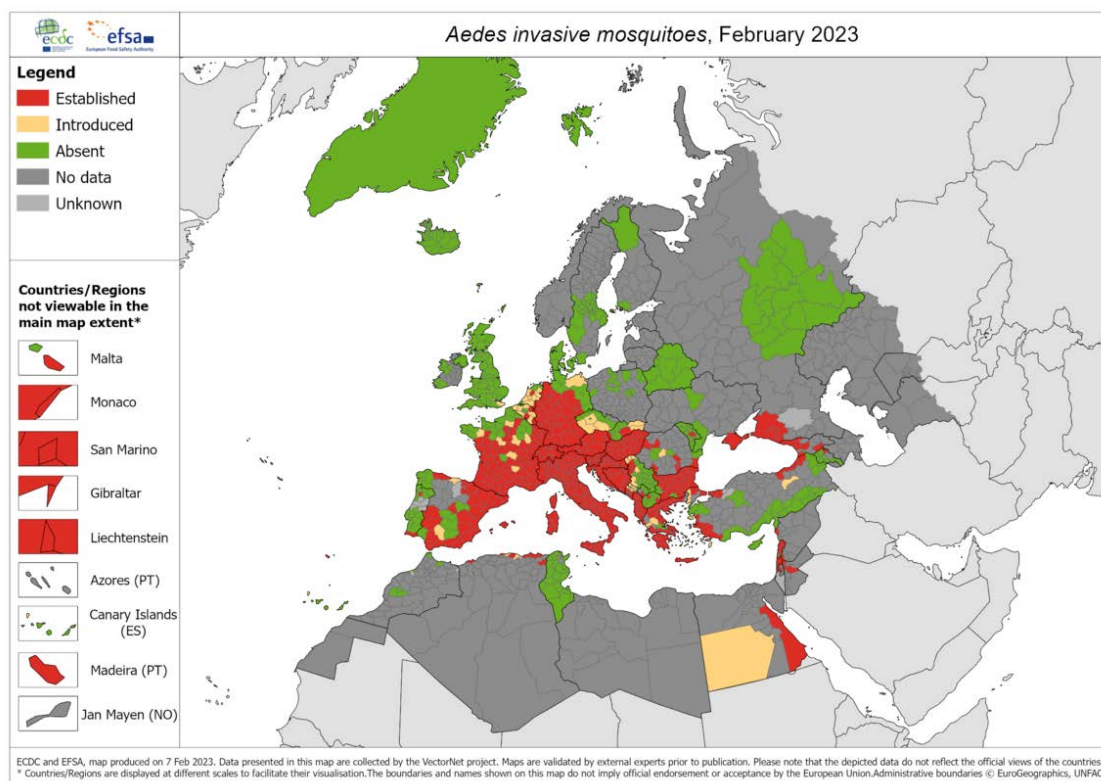 ecdc
efsa
European Food Safety Authority
Aedes invasive mosquitoes, February 2023
Legend
Established
Introduced
Absent
No data
Unknown
Countries/Regions
not viewable in the
main map extent*
Malta
Monaco
San Marino
Gibraltar
Liechtenstein
Azores (PT)
Canary Islands
(ES)
Madeira (PT)
Jan Mayen (NO)
ECDC and EFSA, map produced on 7 Feb 2023. Data presented in this map are collected by the VectorNet project. Maps are validated by external experts prior to publication. Please note that the depicted data do not reflect the official views of the countries.
* Countries/Regions are displayed at different scales to facilitate their visualisation.The boundaries and names shown on this map do not imply official endorsement or acceptance by the European Union.Administrative boundaries © EuroGeographics, UNFAO.